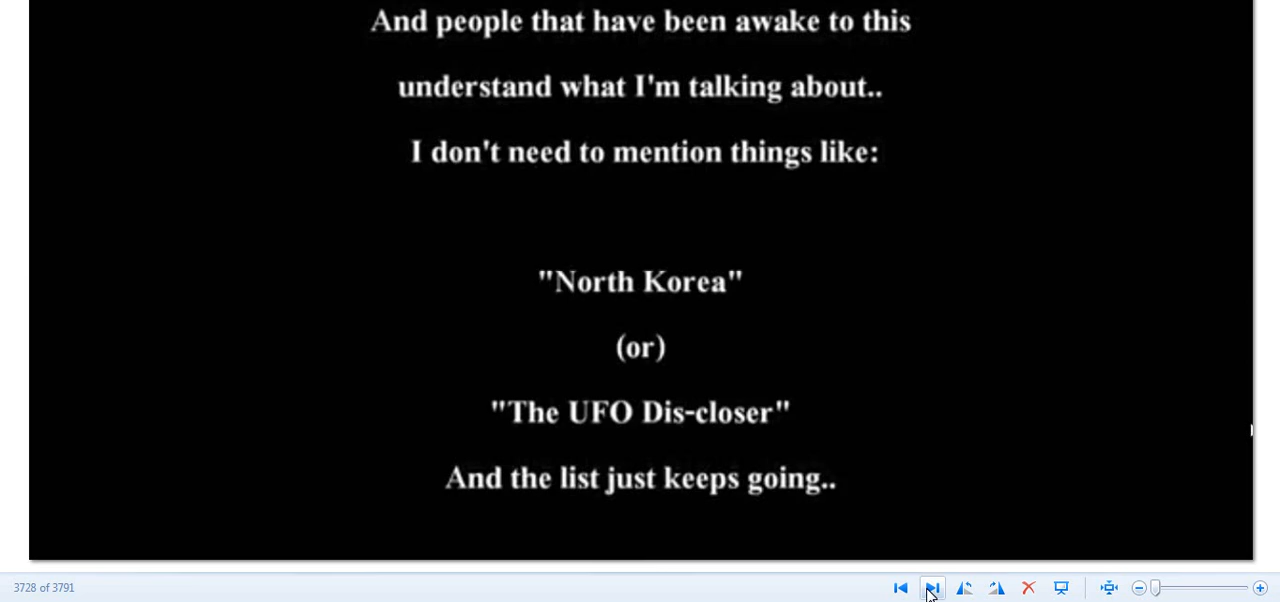 And people that have been awake to this
understand what I'm talking about..
I don't need to mention things like:
"North Korea"
(or)
"The UFO Dis-closer"
And the list just keeps going..
3728 of 3791